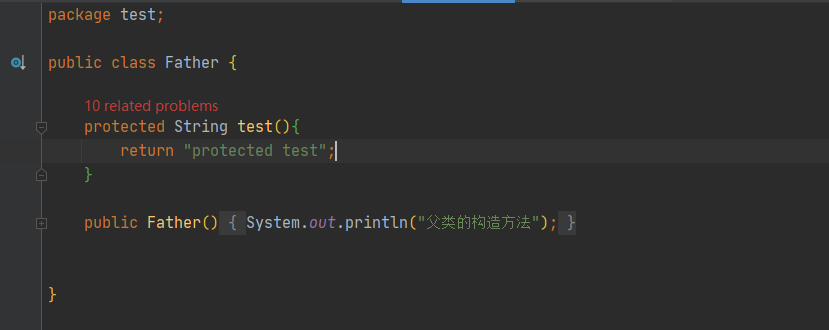 package test;
public class Father {
10 related problems
protected String test(){
return "protected test";
}
public Father() { System.out.println("父类的构造方法"); }
}